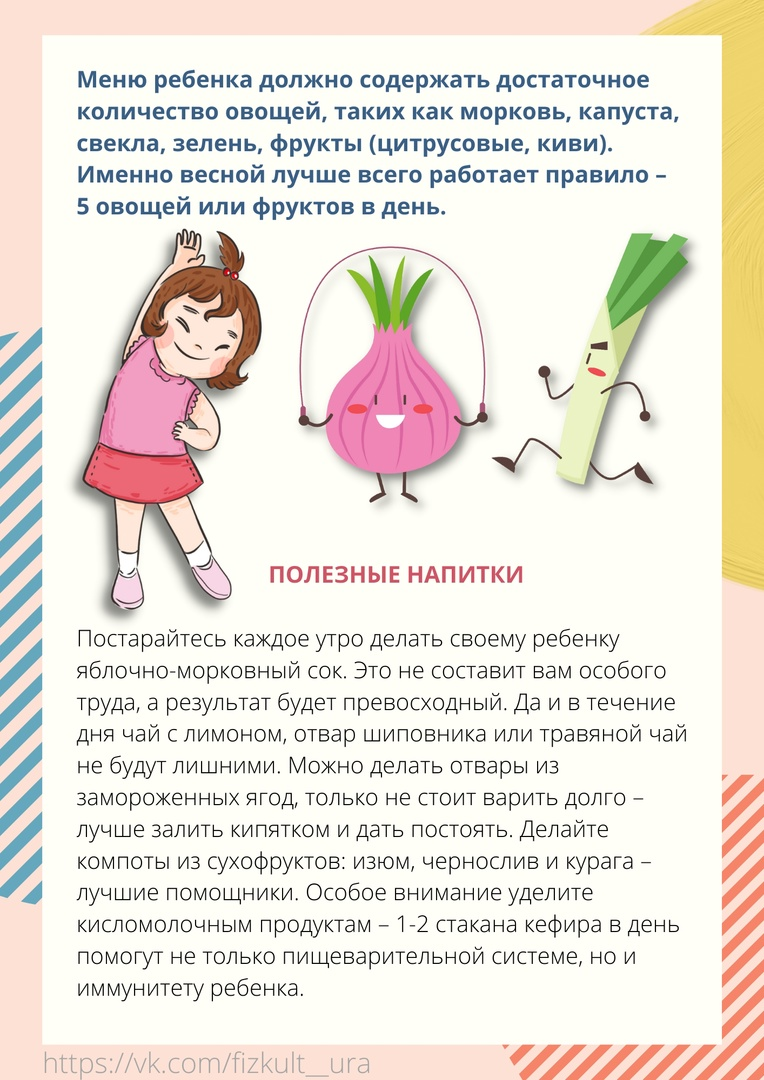 Меню ребенка должно содержать достаточное
количество овощей, таких как морковь, капуста,
свекла, зелень, фрукты (цитрусовые, киви).
Именно весной лучше всего работает правило –
5 овощей или фруктов в день.
ПОЛЕЗНЫЕ НАПИТКИ
Постарайтесь каждое утро делать своему ребенку
яблочно-морковный сок. Это не составит вам особого
труда, а результат будет превосходный. Да и в течение
дня чай с лимоном, отвар шиповника или травяной чай
не будут лишними. Можно делать отвары из
замороженных ягод, только не стоит варить долго –
лучше залить кипятком и дать постоять. Делайте
компоты из сухофруктов: изюм, чернослив и курага –
лучшие помощники. Особое внимание уделите
кисломолочным продуктам – 1-2 стакана кефира в день
помогут не только пищеварительной системе, но и
иммунитету ребенка.
https://vk.com/fizkult__ura